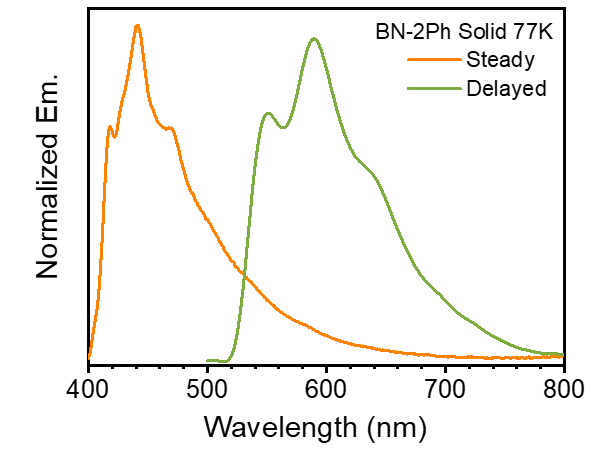 BN-2Ph Solid 77K
Steady
Delayed
Normalized Em.
400 500 600 700 800
Wavelength (nm)